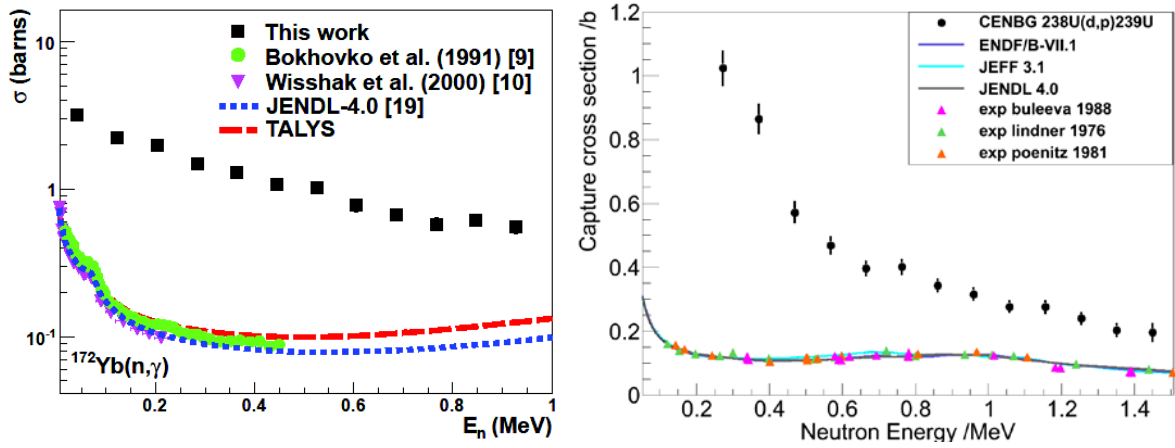 σ (barns)
10
1
10⁻¹
This work
Bokhovko et al. (1991) [9]
Wisshak et al. (2000) [10]
JENDL-4.0 [19]
TALYS
¹⁷²Yb(n,γ)
0.2
0.4
0.6
0.8
1
Eₙ (MeV)
Capture cross section /b
1.2
1
0.8
0.6
0.4
0.2
0
CENBG 238U(d,p)239U
ENDF/B-VII.1
JEFF 3.1
JENDL 4.0
exp buleeva 1988
exp lindner 1976
exp poenitz 1981
0.2
0.4
0.6
0.8
1
1.2
1.4
Neutron Energy /MeV